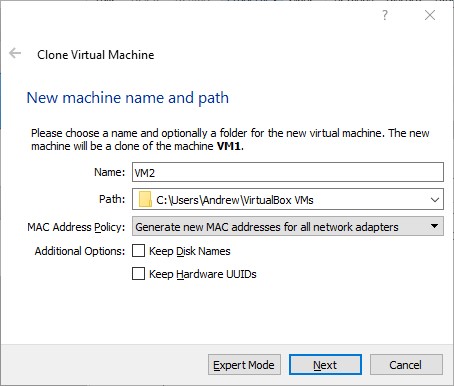 ?
Clone Virtual Machine
New machine name and path
Please choose a name and optionally a folder for the new virtual machine. The new
machine will be a clone of the machine VM1.
Name: VM2
Path: C:\Users\Andrew\VirtualBox VMs
MAC Address Policy: Generate new MAC addresses for all network adapters
Additional Options: Keep Disk Names
Keep Hardware UUIDs
Expert Mode Next Cancel